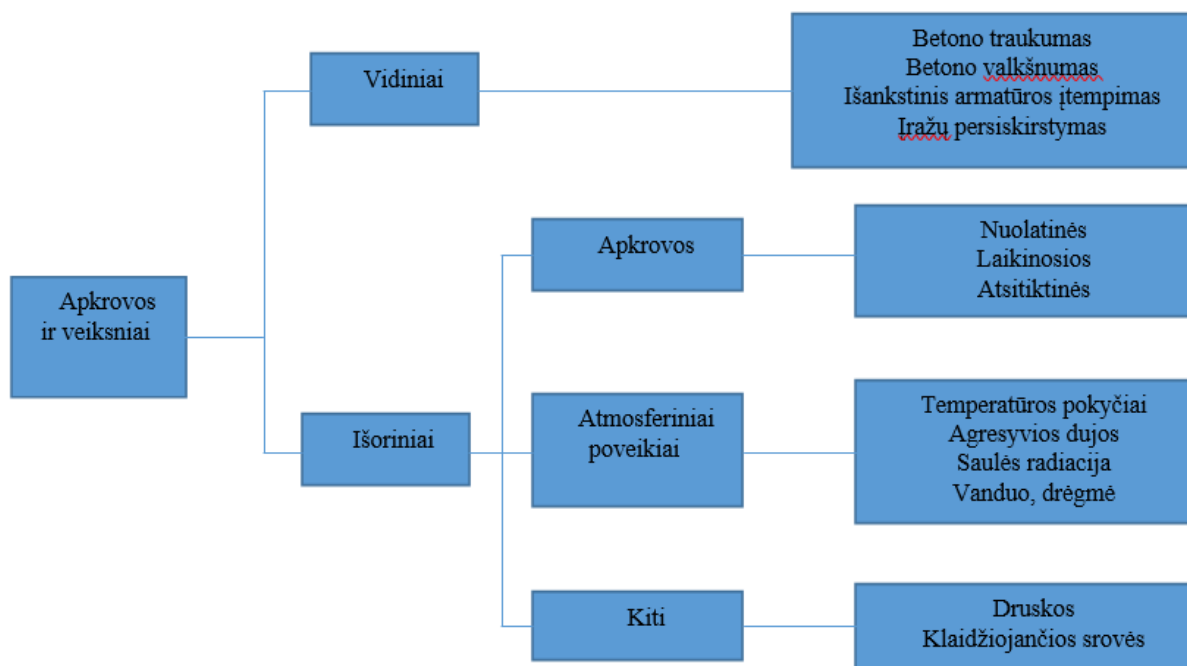 Vidiniai
Betono traukumas
Betono valkšnumas
Išankstinis armatūros įtempimas
Iražų persiskirstymas
Apkrovos
ir veiksniai
Išoriniai
Apkrovos
Nuolatinės
Laikinosios
Atsitiktinės
Atmosferiniai
poveikiai
Temperatūros pokyčiai
Agresyvios dujos
Saulės radiacija
Vanduo, drėgmė
Kiti
Druskos
Klaidžiojančios srovės